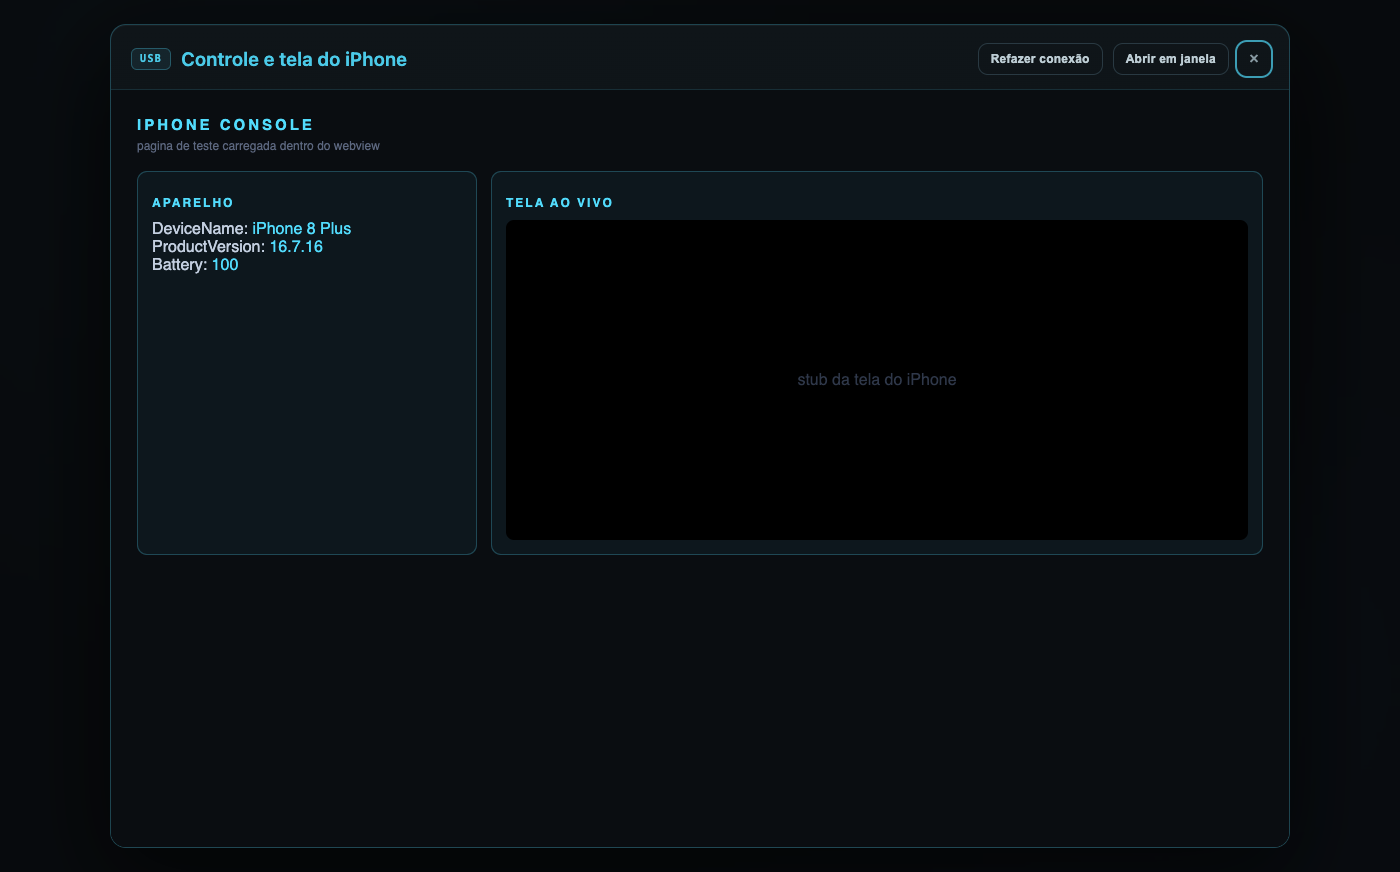 USB
Controle e tela do iPhone
Refazer conexão
Abrir em janela
×
IPHONE CONSOLE
pagina de teste carregada dentro do webview
APARELHO
DeviceName: iPhone 8 Plus
ProductVersion: 16.7.16
Battery: 100
TELA AO VIVO
stub da tela do iPhone